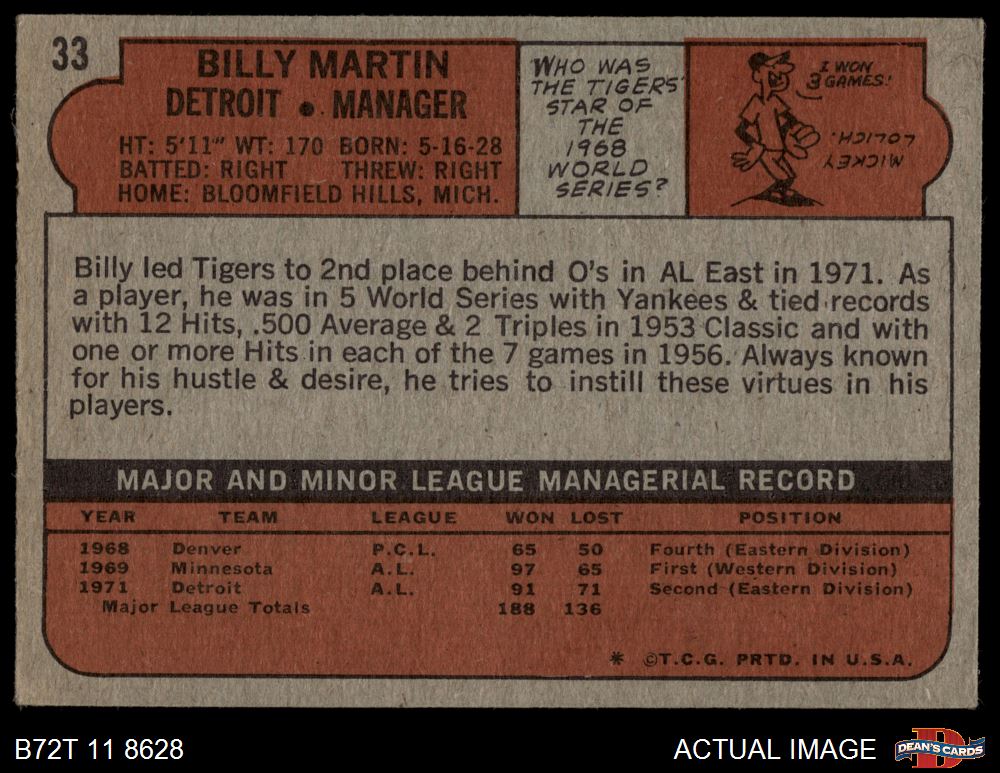 33
BILLY MARTIN
DETROIT • MANAGER
HT: 5'11" WT: 170 BORN: 5-16-28
BATTED: RIGHT THREW: RIGHT
HOME: BLOOMFIELD HILLS, MICH.
WHO WAS
THE TIGERS'
STAR OF
THE
1968
WORLD
SERIES?
I WON
3 GAMES!
MICKEY
LOLICH.
Billy led Tigers to 2nd place behind O's in AL East in 1971. As
a player, he was in 5 World Series with Yankees & tied records
with 12 Hits, .500 Average & 2 Triples in 1953 Classic and with
one or more Hits in each of the 7 games in 1956. Always known
for his hustle & desire, he tries to instill these virtues in his
players.
MAJOR AND MINOR LEAGUE MANAGERIAL RECORD
YEAR TEAM LEAGUE WON LOST POSITION
1968 Denver P.C.L. 65 50 Fourth (Eastern Division)
1969 Minnesota A.L. 97 65 First (Western Division)
1971 Detroit A.L. 91 71 Second (Eastern Division)
Major League Totals 188 136
* ©T.C.G. PRTD. IN U.S.A.
B72T 11 8628
ACTUAL IMAGE
D
DEAN'S CARDS